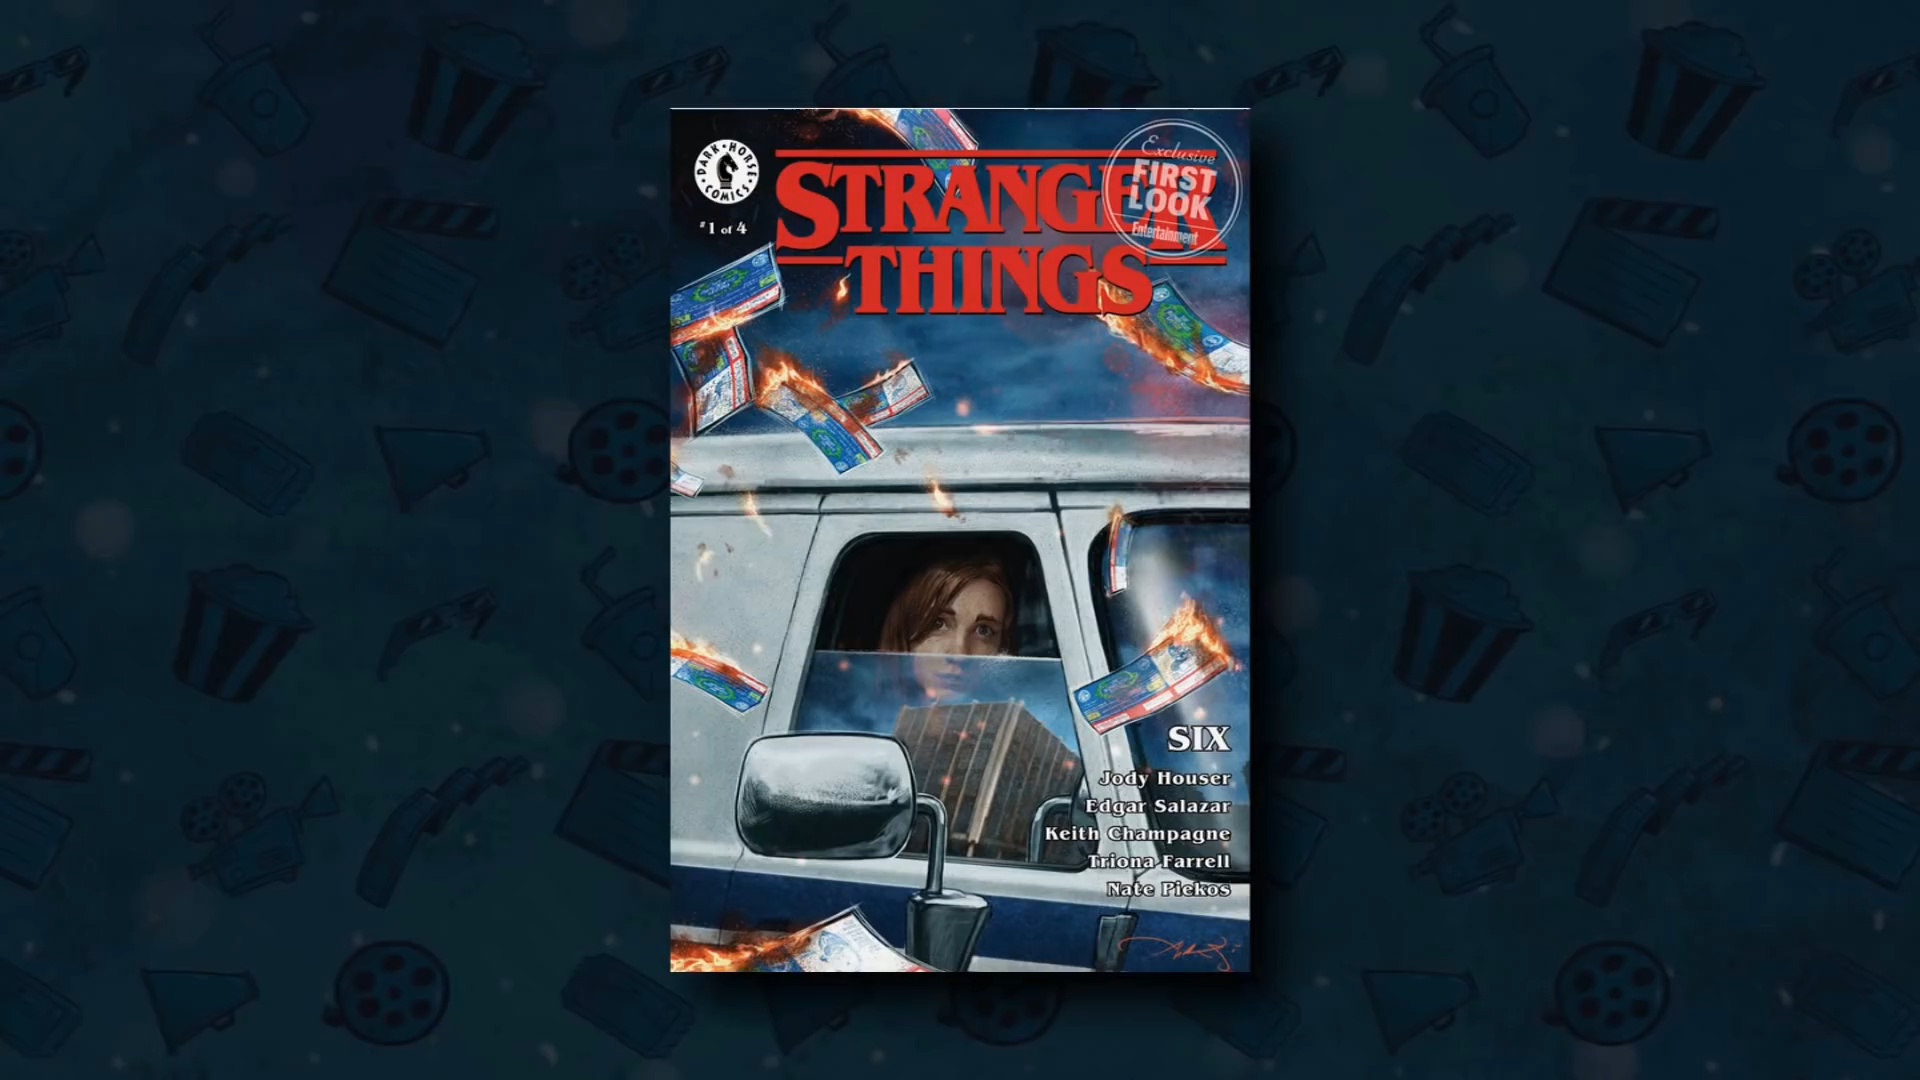 DARK HORSE COMICS
#1 of 4
STRANGER
THINGS
Exclusive
FIRST
LOOK
Entertainment
SIX
Jody Houser
Edgar Salazar
Keith Champagne
Triona Farrell
Nate Piekos